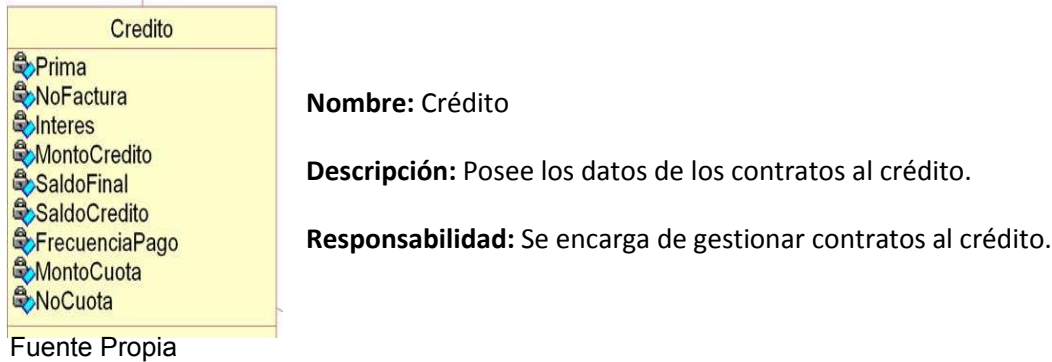 Credito
Prima
NoFactura
Interes
MontoCredito
SaldoFinal
SaldoCredito
FrecuenciaPago
MontoCuota
NoCuota
Nombre: Crédito
Descripción: Posee los datos de los contratos al crédito.
Responsabilidad: Se encarga de gestionar contratos al crédito.
Fuente Propia